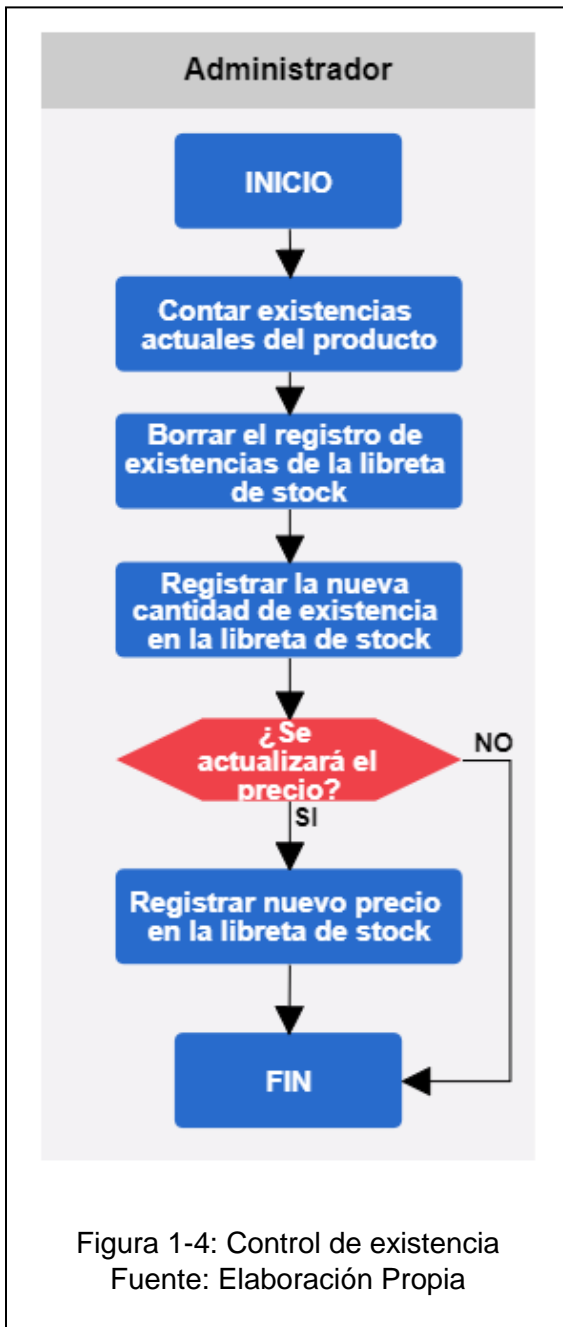 Administrador
INICIO
Contar existencias
actuales del producto
Borrar el registro de
existencias de la libreta
de stock
Registrar la nueva
cantidad de existencia
en la libreta de stock
¿Se
actualizará el
precio?
NO
SI
Registrar nuevo precio
en la libreta de stock
FIN
Figura 1-4: Control de existencia
Fuente: Elaboración Propia